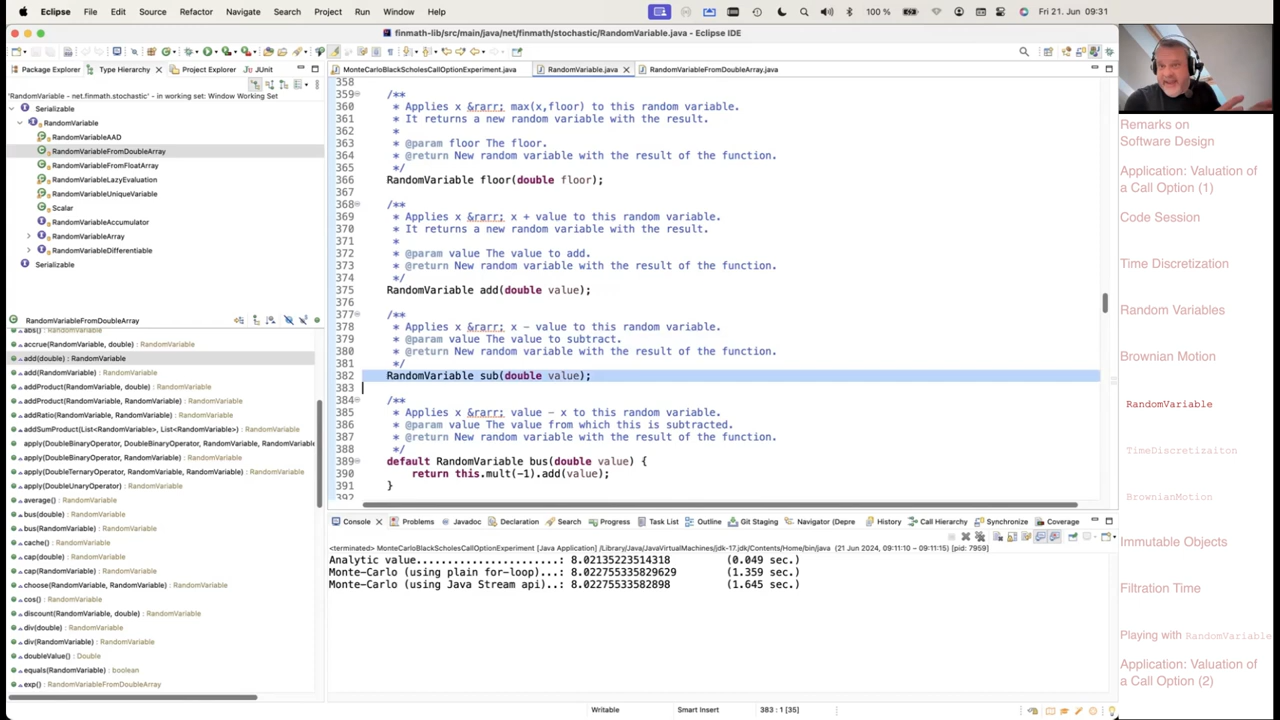 Eclipse File Edit Source Refactor Navigate Search Project Run Window Help 100 % Fri 21. Jun 09:31
finmath-lib/src/main/java/net/finmath/stochastic/RandomVariable.java – Eclipse IDE
Package Explorer Type Hierarchy Project Explorer JUnit
'RandomVariable - net.finmath.stochastic' - in working set: Window Working Set
Serializable
RandomVariable
RandomVariableAAD
RandomVariableFromDoubleArray
RandomVariableFromFloatArray
RandomVariableLazyEvaluation
RandomVariableUniqueVariable
Scalar
RandomVariableAccumulator
RandomVariableArray
RandomVariableDifferentiable
Serializable
RandomVariableFromDoubleArray
abs() : RandomVariable
accrue(RandomVariable, double) : RandomVariable
add(double) : RandomVariable
add(RandomVariable) : RandomVariable
addProduct(RandomVariable, double) : RandomVariable
addProduct(RandomVariable, RandomVariable) : RandomVariable
addRatio(RandomVariable, RandomVariable) : RandomVariable
addSumProduct(List<RandomVariable>, List<RandomVariable>) : RandomVariable
apply(DoubleBinaryOperator, DoubleBinaryOperator, RandomVariable, RandomVariable
apply(DoubleBinaryOperator, RandomVariable) : RandomVariable
apply(DoubleTernaryOperator, RandomVariable, RandomVariable) : RandomVariable
apply(DoubleUnaryOperator) : RandomVariable
average() : RandomVariable
bus(double) : RandomVariable
bus(RandomVariable) : RandomVariable
cache() : RandomVariable
cap(double) : RandomVariable
cap(RandomVariable) : RandomVariable
choose(RandomVariable, RandomVariable) : RandomVariable
cos() : RandomVariable
discount(RandomVariable, double) : RandomVariable
div(double) : RandomVariable
div(RandomVariable) : RandomVariable
doubleValue() : Double
equals(RandomVariable) : boolean
exp() : RandomVariableFromDoubleArray
MonteCarloBlackScholesCallOptionExperiment.java RandomVariable.java RandomVariableFromDoubleArray.java
358
359 /**
360 * Applies x &rarr; max(x,floor) to this random variable.
361 * It returns a new random variable with the result.
362 *
363 * @param floor The floor.
364 * @return New random variable with the result of the function.
365 */
366 RandomVariable floor(double floor);
367
368 /**
369 * Applies x &rarr; x + value to this random variable.
370 * It returns a new random variable with the result.
371 *
372 * @param value The value to add.
373 * @return New random variable with the result of the function.
374 */
375 RandomVariable add(double value);
376
377 /**
378 * Applies x &rarr; x - value to this random variable.
379 * @param value The value to subtract.
380 * @return New random variable with the result of the function.
381 */
382 RandomVariable sub(double value);
383
384 /**
385 * Applies x &rarr; value - x to this random variable.
386 * @param value The value from which this is subtracted.
387 * @return New random variable with the result of the function.
388 */
389 default RandomVariable bus(double value) {
390 return this.mult(-1).add(value);
391 }
392
Console Problems Javadoc Declaration Search Progress Task List Outline Git Staging Navigator (Depre History Call Hierarchy Synchronize Coverage
<terminated> MonteCarloBlackScholesCallOptionExperiment [Java Application] /Library/Java/JavaVirtualMachines/jdk-17.jdk/Contents/Home/bin/java (21 Jun 2024, 09:11:10 – 09:11:15) [pid: 7959]
Analytic value.......................: 8.02135223514318 (0.049 sec.)
Monte-Carlo (using plain for-loop)...: 8.022755335829629 (1.359 sec.)
Monte-Carlo (using Java Stream api)..: 8.02275533582898 (1.645 sec.)
Writable Smart Insert 383 : 1 [35]
Remarks on
Software Design
Application: Valuation of
a Call Option (1)
Code Session
Time Discretization
Random Variables
Brownian Motion
RandomVariable
TimeDiscretizaiton
BrownianMotion
Immutable Objects
Filtration Time
Playing with RandomVariable
Application: Valuation of
a Call Option (2)